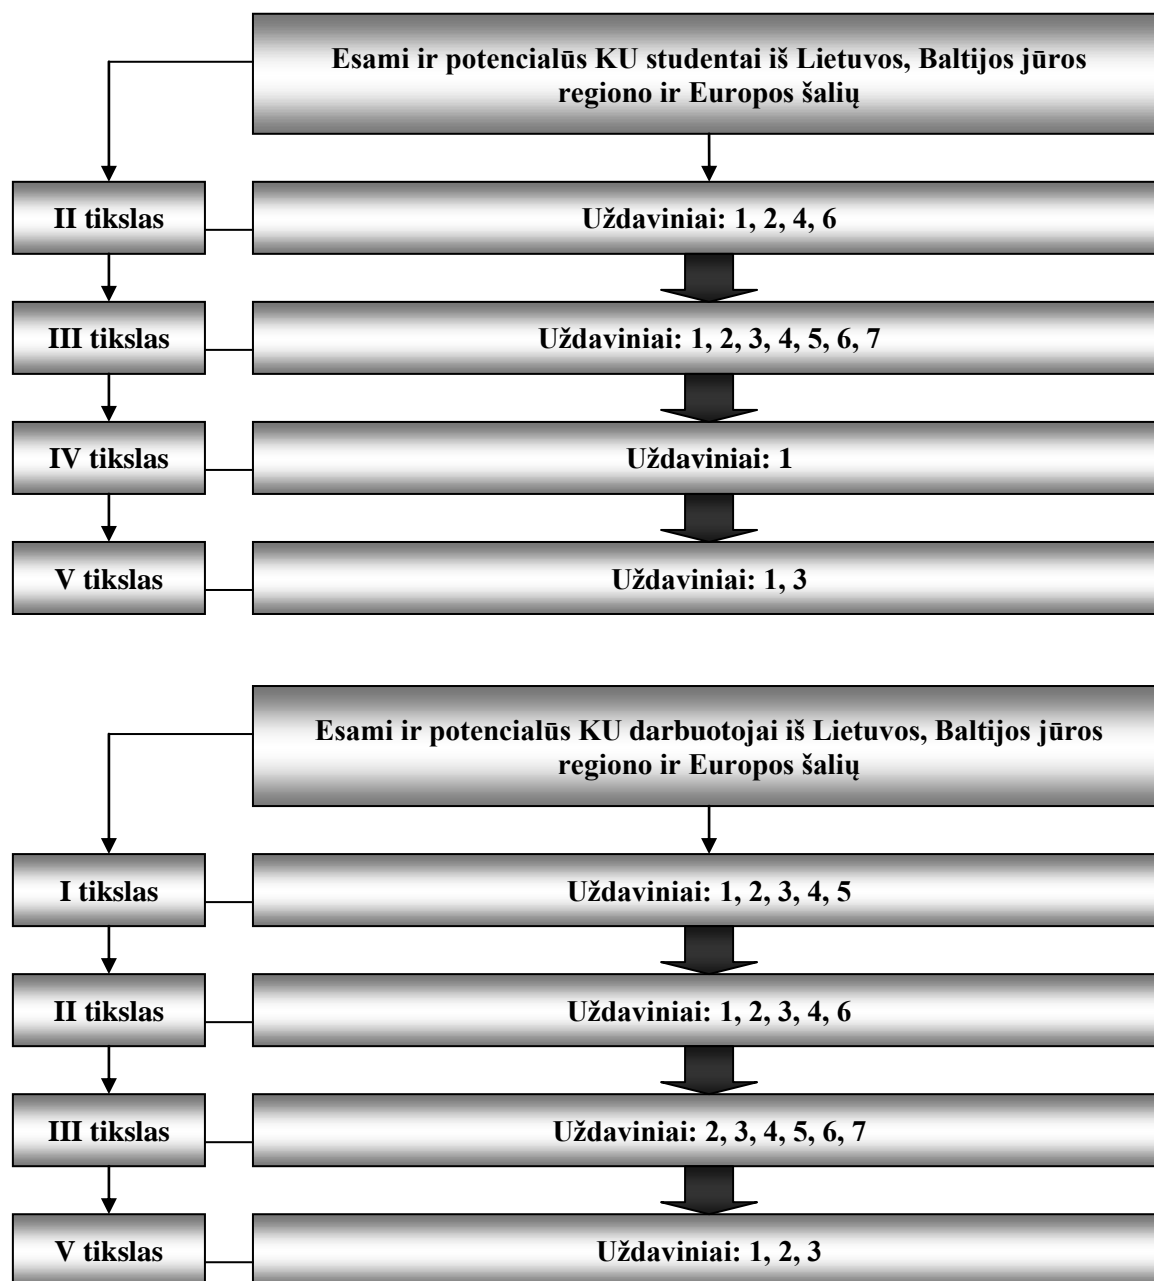 Esami ir potencialūs KU studentai iš Lietuvos, Baltijos jūros
regiono ir Europos šalių
II tikslas
Uždaviniai: 1, 2, 4, 6
III tikslas
Uždaviniai: 1, 2, 3, 4, 5, 6, 7
IV tikslas
Uždaviniai: 1
V tikslas
Uždaviniai: 1, 3
Esami ir potencialūs KU darbuotojai iš Lietuvos, Baltijos jūros
regiono ir Europos šalių
I tikslas
Uždaviniai: 1, 2, 3, 4, 5
II tikslas
Uždaviniai: 1, 2, 3, 4, 6
III tikslas
Uždaviniai: 2, 3, 4, 5, 6, 7
V tikslas
Uždaviniai: 1, 2, 3